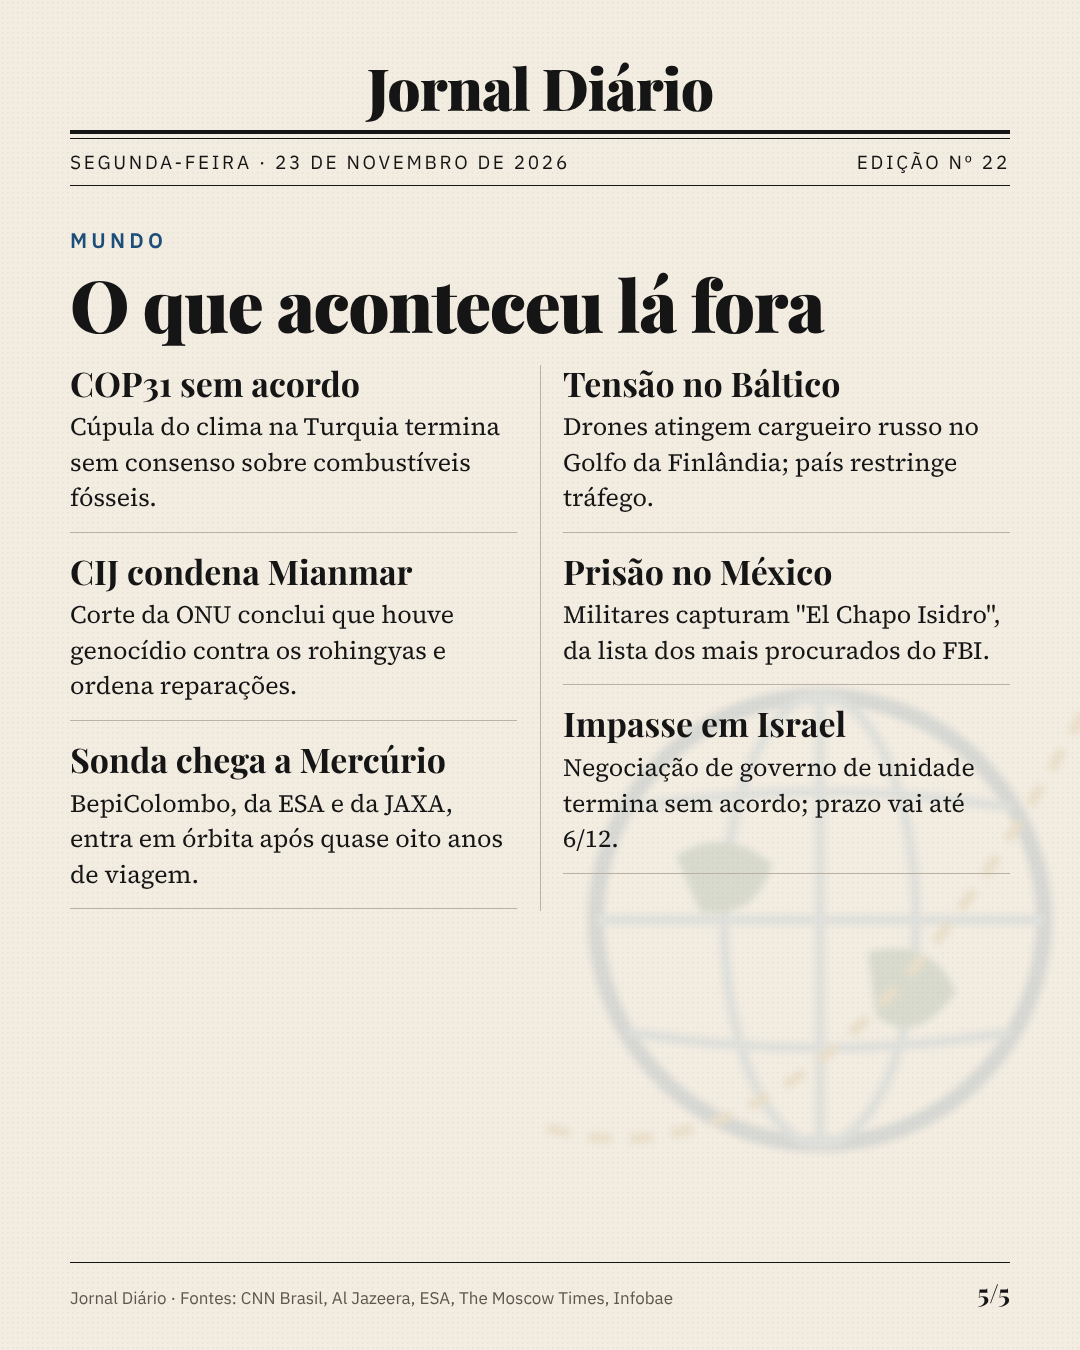 Jornal Diário
SEGUNDA-FEIRA · 23 DE NOVEMBRO DE 2026
EDIÇÃO Nº 22
MUNDO
O que aconteceu lá fora
COP31 sem acordo
Cúpula do clima na Turquia termina
sem consenso sobre combustíveis
fósseis.
CIJ condena Mianmar
Corte da ONU conclui que houve
genocídio contra os rohingyas e
ordena reparações.
Sonda chega a Mercúrio
BepiColombo, da ESA e da JAXA,
entra em órbita após quase oito anos
de viagem.
Tensão no Báltico
Drones atingem cargueiro russo no
Golfo da Finlândia; país restringe
tráfego.
Prisão no México
Militares capturam "El Chapo Isidro",
da lista dos mais procurados do FBI.
Impasse em Israel
Negociação de governo de unidade
termina sem acordo; prazo vai até
6/12.
Jornal Diário · Fontes: CNN Brasil, Al Jazeera, ESA, The Moscow Times, Infobae
5/5